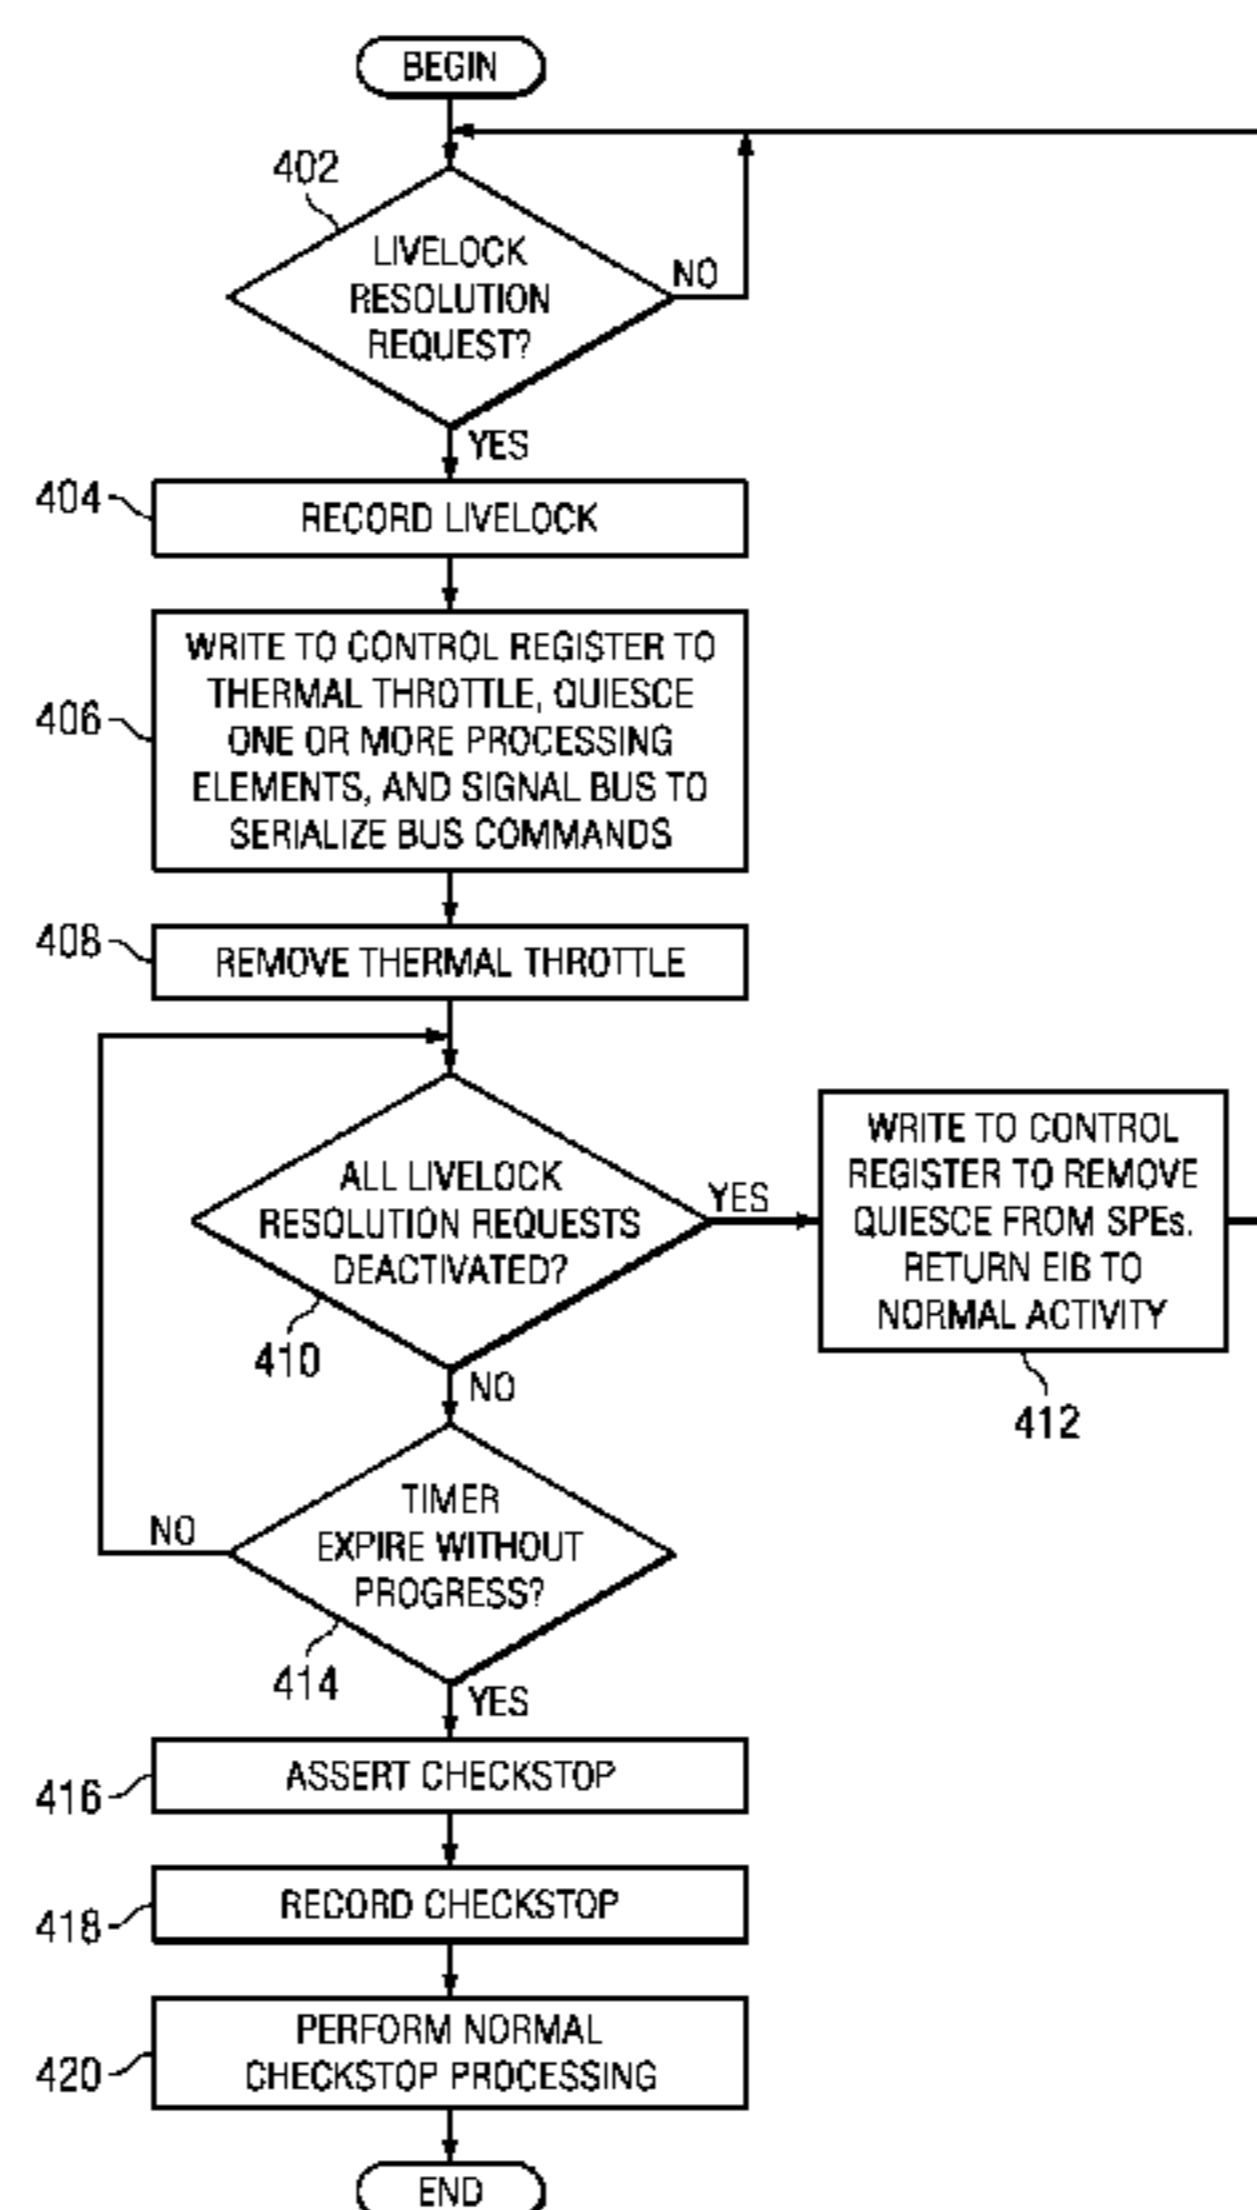 BEGIN
402
LIVELOCK
RESOLUTION
REQUEST?
NO
YES
404
RECORD LIVELOCK
406
WRITE TO CONTROL REGISTER TO
THERMAL THROTTLE, QUIESCE
ONE OR MORE PROCESSING
ELEMENTS, AND SIGNAL BUS TO
SERIALIZE BUS COMMANDS
408
REMOVE THERMAL THROTTLE
ALL LIVELOCK
RESOLUTION REQUESTS
DEACTIVATED?
410
YES
WRITE TO CONTROL
REGISTER TO REMOVE
QUIESCE FROM SPEs.
RETURN EIB TO
NORMAL ACTIVITY
412
NO
TIMER
EXPIRE WITHOUT
PROGRESS?
NO
414
YES
416
ASSERT CHECKSTOP
418
RECORD CHECKSTOP
420
PERFORM NORMAL
CHECKSTOP PROCESSING
END